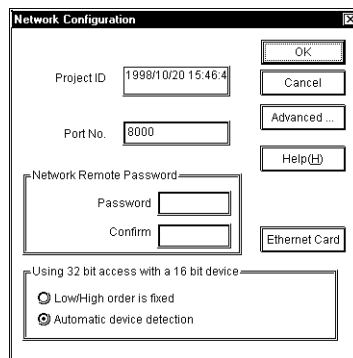 Network Configuration
OK
Project ID
1998/10/20 15:46:4
Cancel
Advanced ...
Port No.
8000
Help(H)
Network Remote Password
Password
Confirm
Ethernet Card
Using 32 bit access with a 16 bit device
Low/High order is fixed
Automatic device detection